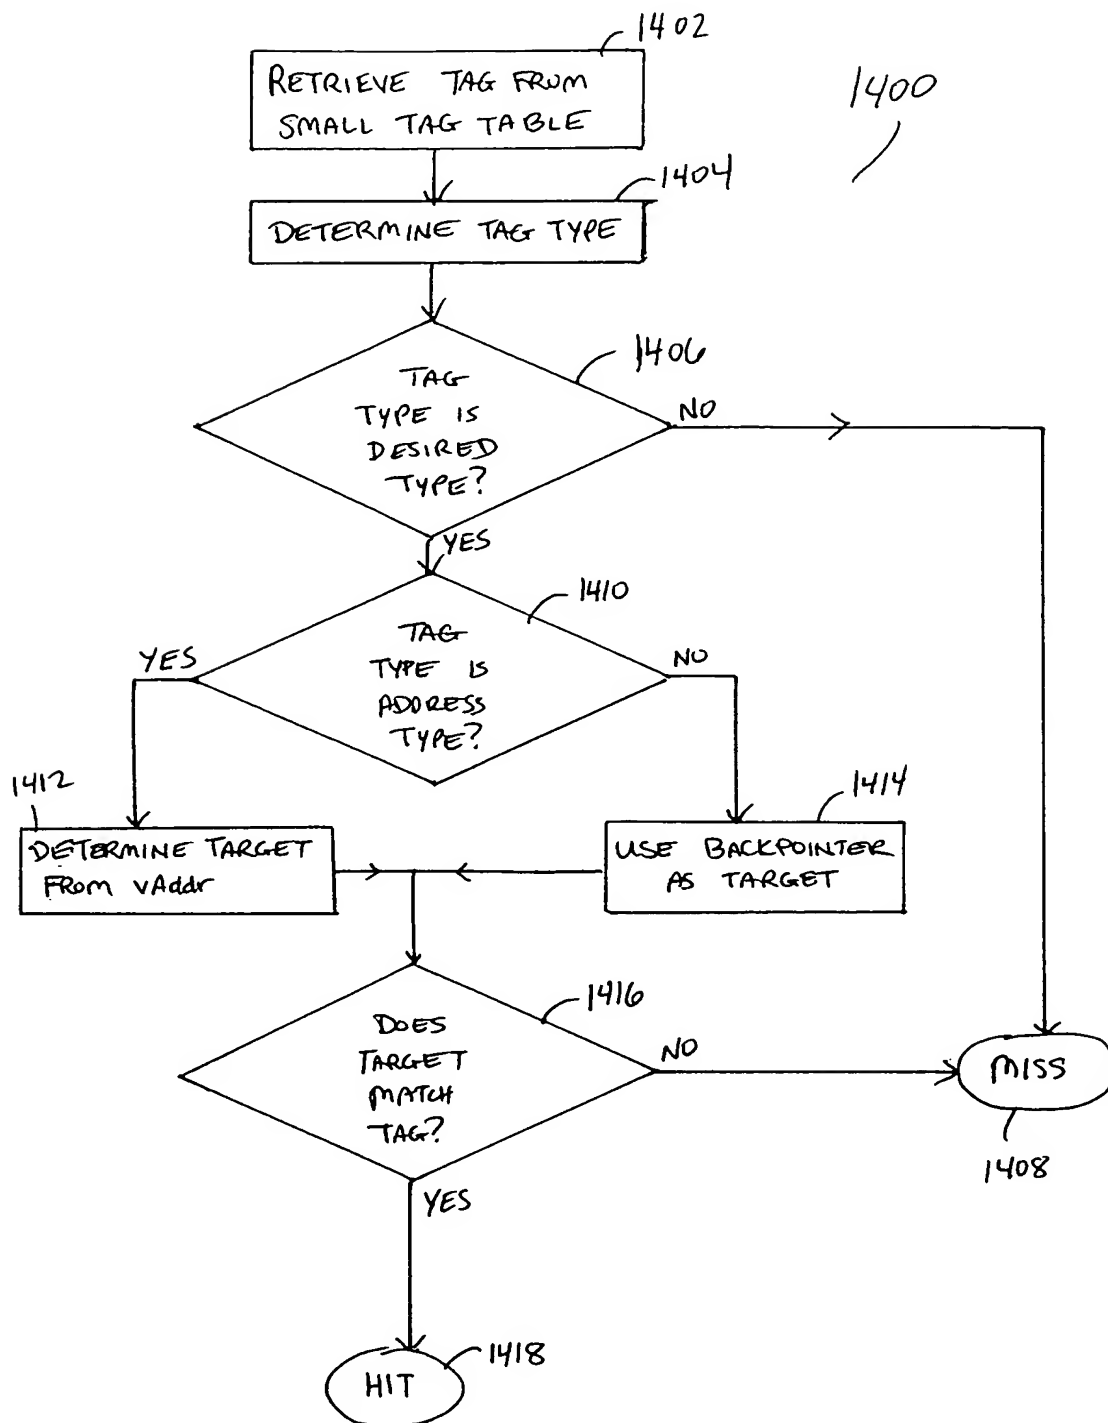 1402
RETRIEVE TAG FROM
SMALL TAG TABLE
1400
1404
DETERMINE TAG TYPE
1406
TAG
TYPE IS
DESIRED
TYPE?
NO
YES
1410
TAG
TYPE IS
ADDRESS
TYPE?
YES
NO
1412
DETERMINE TARGET
FROM vAddr
1414
USE BACKPOINTER
AS TARGET
1416
DOES
TARGET
MATCH
TAG?
NO
MISS
1408
YES
1418
HIT